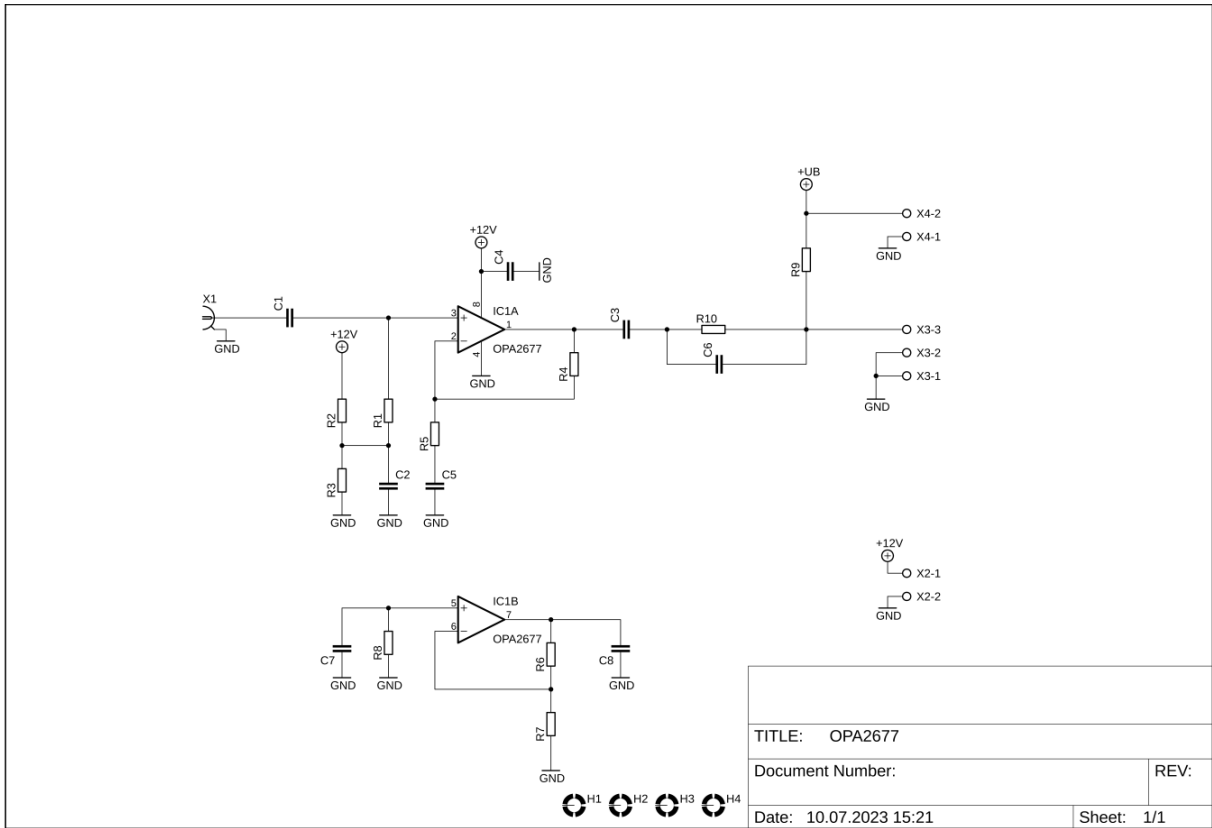 +UB
X4-2
+12V
X4-1
C4
GND
GND
R9
X1
C1
8
IC1A
C3
3
1
R10
X3-3
+12V
2
OPA2677
GND
C6
X3-2
4
R4
X3-1
GND
GND
R2
R1
R5
C2
C5
R3
GND
GND
GND
+12V
X2-1
5
IC1B
X2-2
7
GND
6
OPA2677
C7
R8
R6
C8
GND
GND
GND
R7
GND
H1
H2
H3
H4
TITLE: OPA2677
Document Number:
REV:
Date: 10.07.2023 15:21
Sheet: 1/1